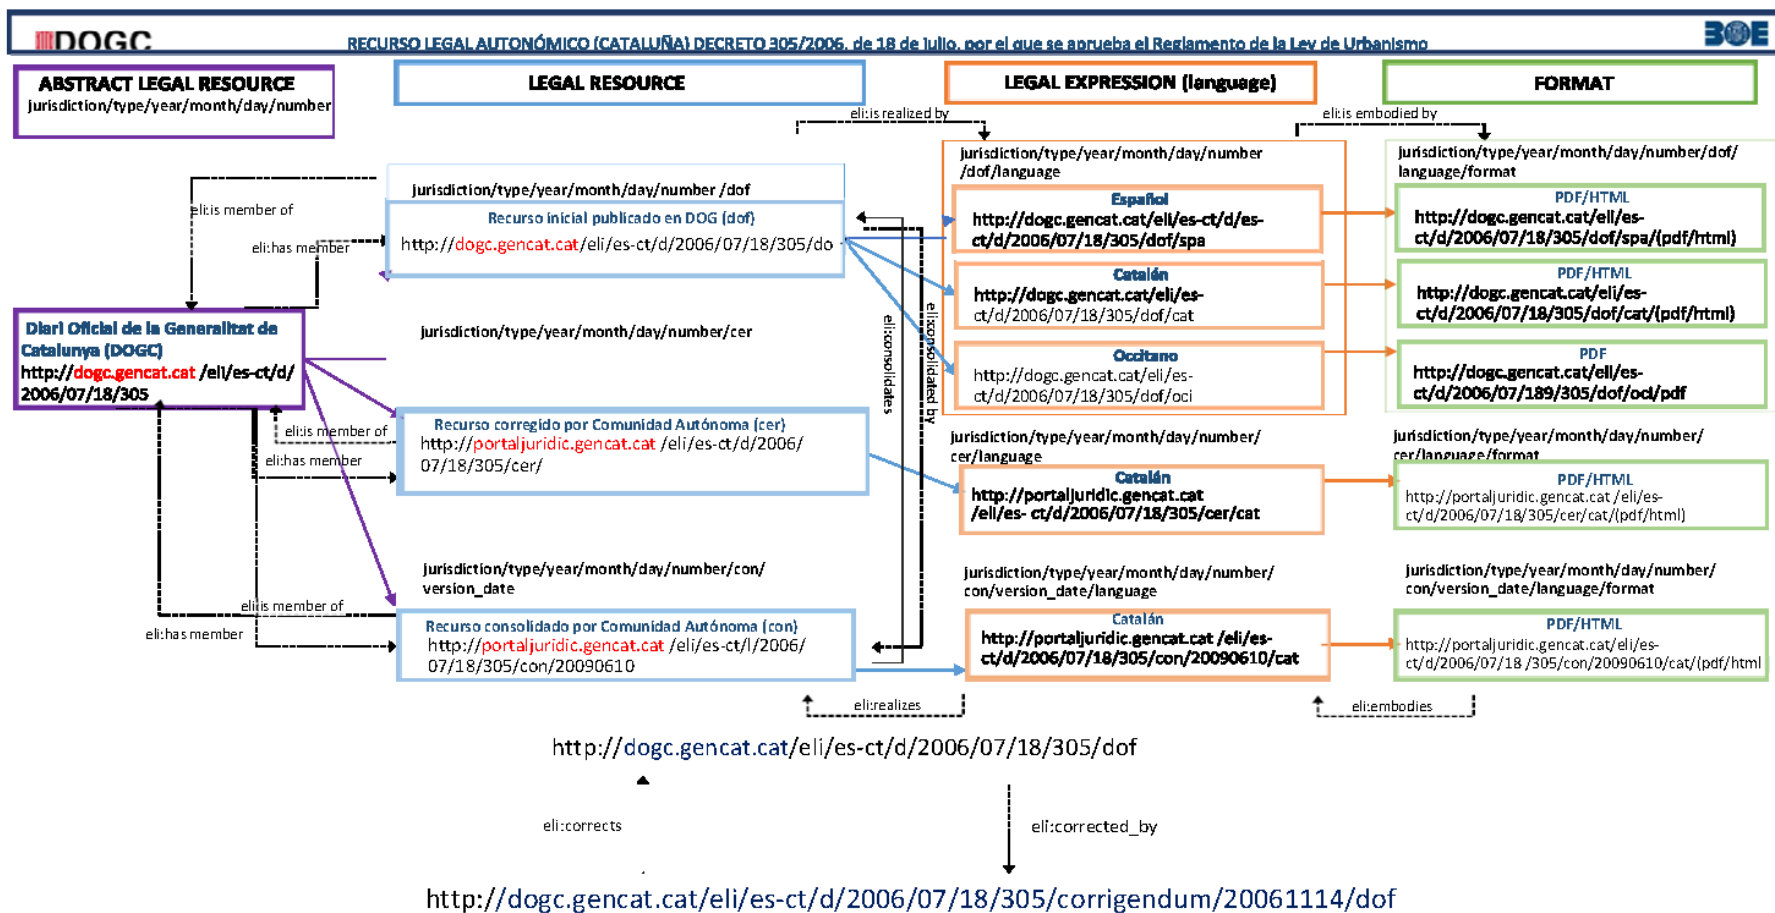 DOGC
RECURSO LEGAL AUTONÓMICO (CATALUÑA) DECRETO 305/2006, de 18 de julio, por el que se aprueba el Reglamento de la Ley de Urbanismo
BOE
ABSTRACT LEGAL RESOURCE
jurisdiction/type/year/month/day/number
LEGAL RESOURCE
LEGAL EXPRESSION (language)
FORMAT
eli:is realized by
eli:is embodied by
eli:is member of
eli:has member
jurisdiction/type/year/month/day/number /dof
Recurso inicial publicado en DOG (dof)
http://dogc.gencat.cat/eli/es-ct/d/2006/07/18/305/do
jurisdiction/type/year/month/day/number
/dof/language
Español
http://dogc.gencat.cat/eli/es-ct/d/es-
ct/d/2006/07/18/305/dof/spa
Catalán
http://dogc.gencat.cat/eli/es-
ct/d/2006/07/18/305/dof/cat
Occitano
http://dogc.gencat.cat/eli/es-
ct/d/2006/07/18/305/dof/oci
jurisdiction/type/year/month/day/number/dof/
language/format
PDF/HTML
http://dogc.gencat.cat/eli/es-
ct/d/2006/07/18/305/dof/spa/(pdf/html)
PDF/HTML
http://dogc.gencat.cat/eli/es-
ct/d/2006/07/18/305/dof/cat/(pdf/html)
PDF
http://dogc.gencat.cat/eli/es-
ct/d/2006/07/189/305/dof/oci/pdf
Diari Oficial de la Generalitat de
Catalunya (DOGC)
http://dogc.gencat.cat /eli/es-ct/d/
2006/07/18/305
eli:consolidates
eli:consolidated by
jurisdiction/type/year/month/day/number/cer
Recurso corregido por Comunidad Autónoma (cer)
http://portaljuridic.gencat.cat /eli/es-ct/d/2006/
07/18/305/cer/
eli:is member of
eli:has member
jurisdiction/type/year/month/day/number/
cer/language
Catalán
http://portaljuridic.gencat.cat
/eli/es- ct/d/2006/07/18/305/cer/cat
jurisdiction/type/year/month/day/number/
cer/language/format
PDF/HTML
http://portaljuridic.gencat.cat /eli/es-
ct/d/2006/07/18/305/cer/cat/(pdf/html)
jurisdiction/type/year/month/day/number/con/
version_date
Recurso consolidado por Comunidad Autónoma (con)
http://portaljuridic.gencat.cat /eli/es-ct/l/2006/
07/18/305/con/20090610
eli:is member of
eli:has member
jurisdiction/type/year/month/day/number/
con/version_date/language
Catalán
http://portaljuridic.gencat.cat /eli/es-
ct/d/2006/07/18/305/con/20090610/cat
jurisdiction/type/year/month/day/number/
con/version_date/language/format
PDF/HTML
http://portaljuridic.gencat.cat/eli/es-
ct/d/2006/07/18 /305/con/20090610/cat/(pdf/html
eli:realizes
eli:embodies
http://dogc.gencat.cat/eli/es-ct/d/2006/07/18/305/dof
eli:corrects
eli:corrected_by
http://dogc.gencat.cat/eli/es-ct/d/2006/07/18/305/corrigendum/20061114/dof